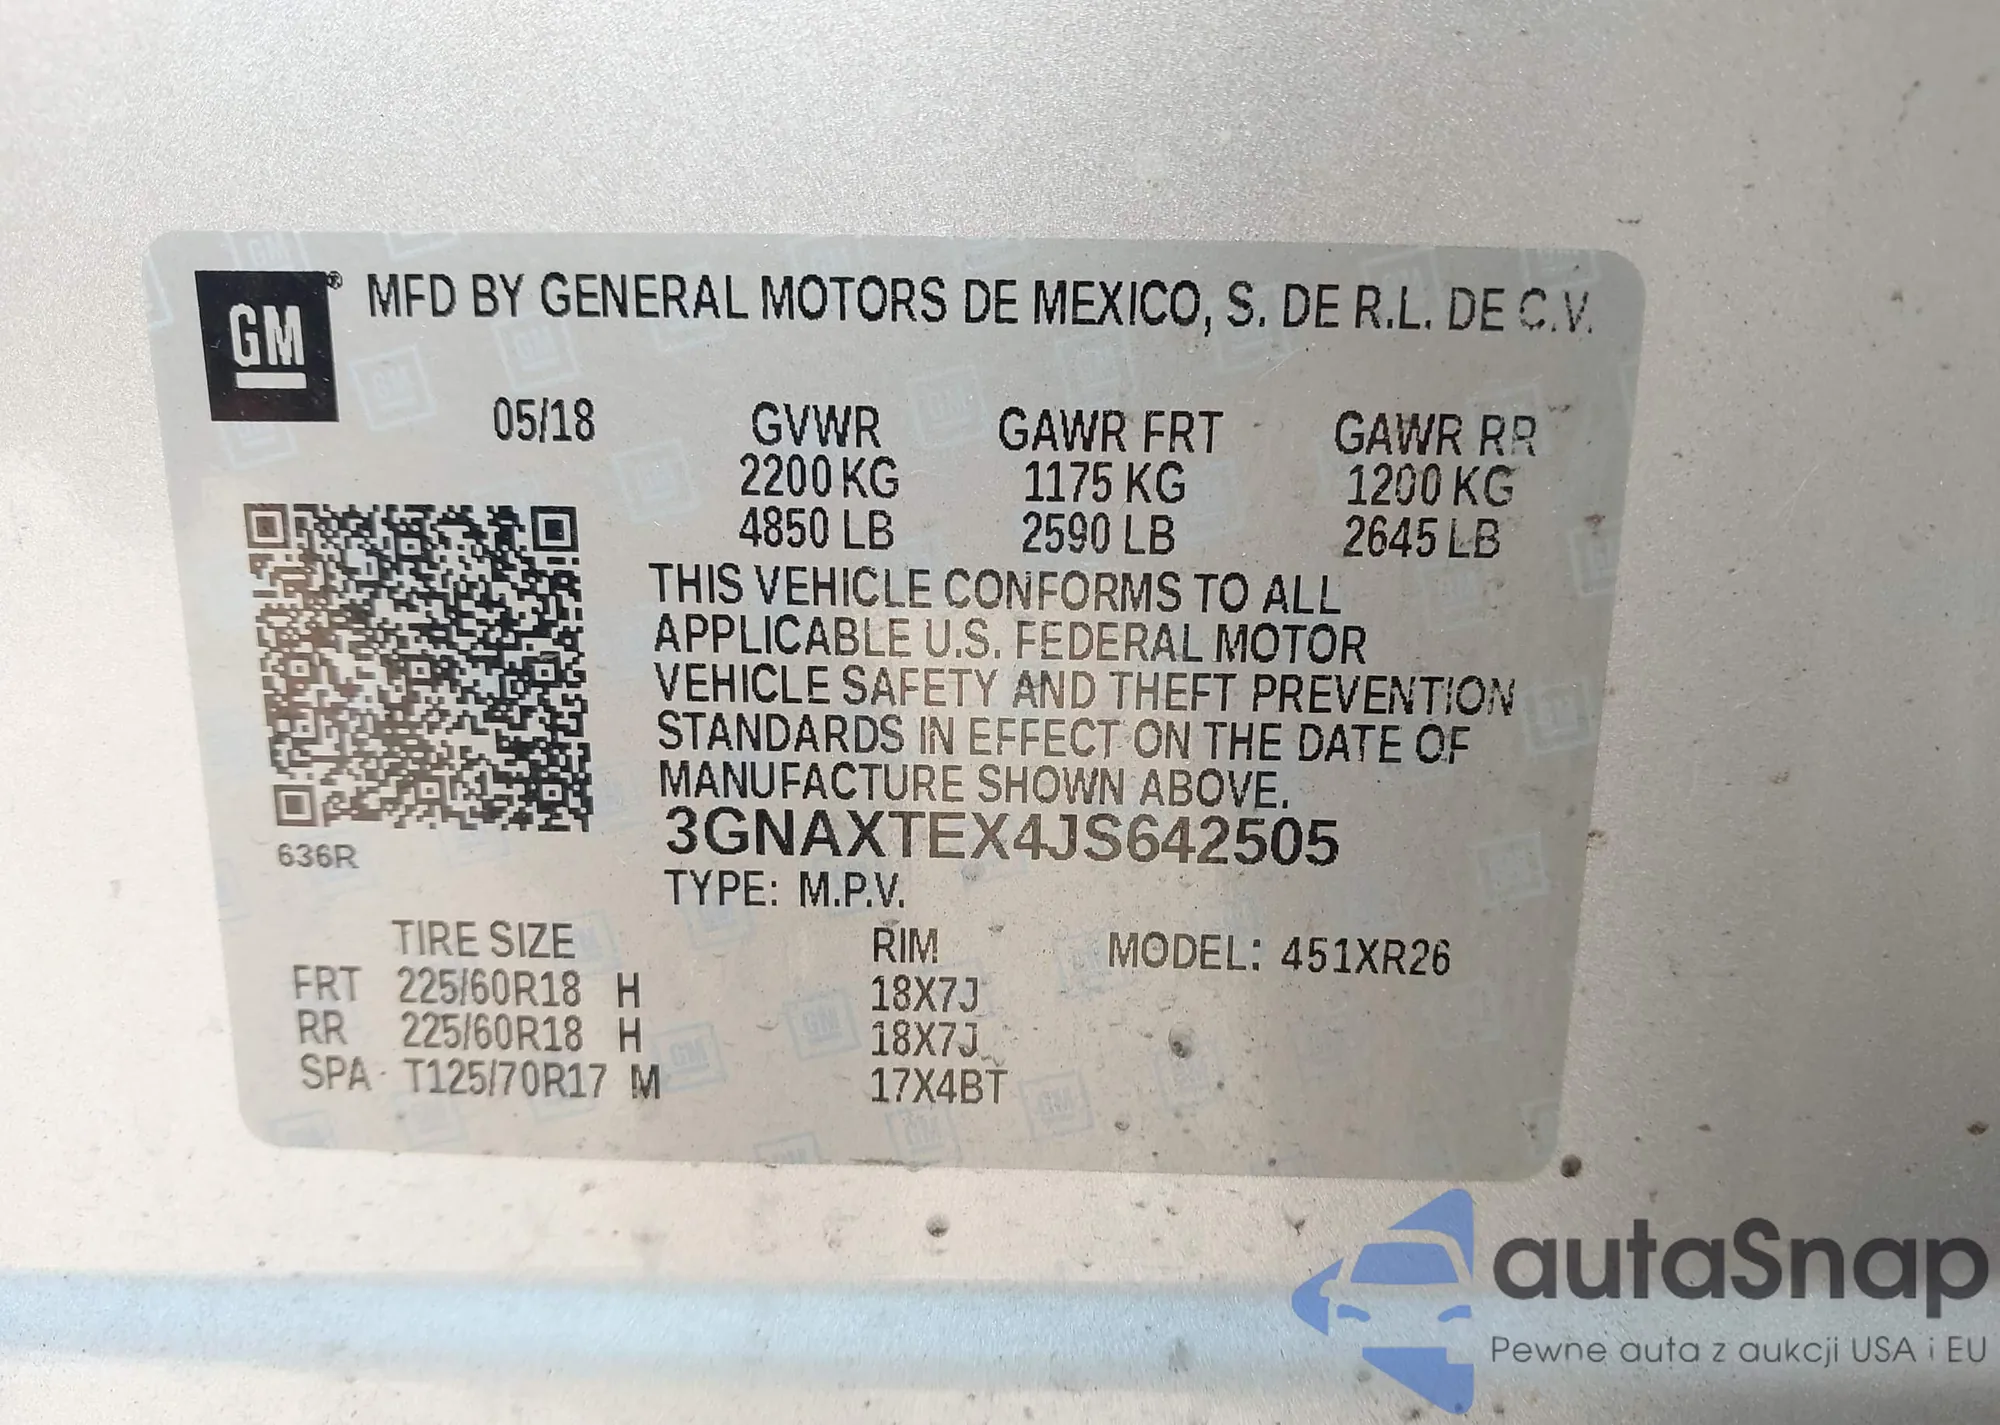 GM ® MFD BY GENERAL MOTORS DE MEXICO, S. DE R.L. DE C.V.
05/18 GVWR GAWR FRT GAWR RR
2200 KG 1175 KG 1200 KG
4850 LB 2590 LB 2645 LB
THIS VEHICLE CONFORMS TO ALL
APPLICABLE U.S. FEDERAL MOTOR
VEHICLE SAFETY AND THEFT PREVENTION
STANDARDS IN EFFECT ON THE DATE OF
MANUFACTURE SHOWN ABOVE.
3GNAXTEX4JS642505
636R
TYPE: M.P.V.
TIRE SIZE RIM MODEL: 451XR26
FRT 225/60R18 H 18X7J
RR 225/60R18 H 18X7J
SPA T125/70R17 M 17X4BT
autaSnap
Pewne auta z aukcji USA i EU